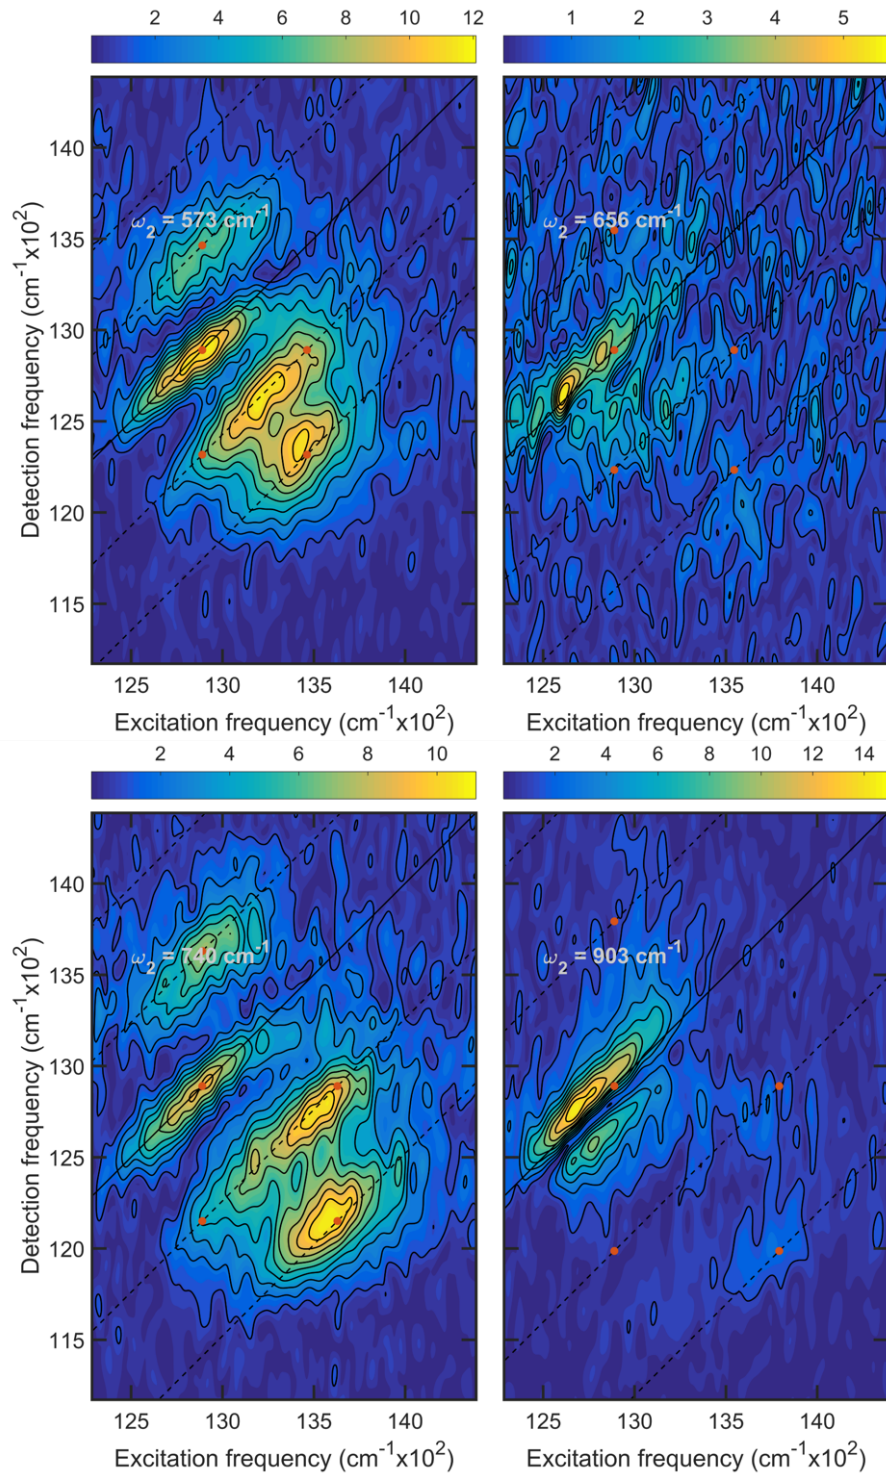 2 4 6 8 10 12
1 2 3 4 5
ω2 = 573 cm-1
ω2 = 656 cm-1
140
135
130
125
120
115
Detection frequency (cm-1x102)
125 130 135 140
125 130 135 140
Excitation frequency (cm-1x102)
Excitation frequency (cm-1x102)
2 4 6 8 10
2 4 6 8 10 12 14
ω2 = 740 cm-1
ω2 = 903 cm-1
140
135
130
125
120
115
Detection frequency (cm-1x102)
125 130 135 140
125 130 135 140
Excitation frequency (cm-1x102)
Excitation frequency (cm-1x102)